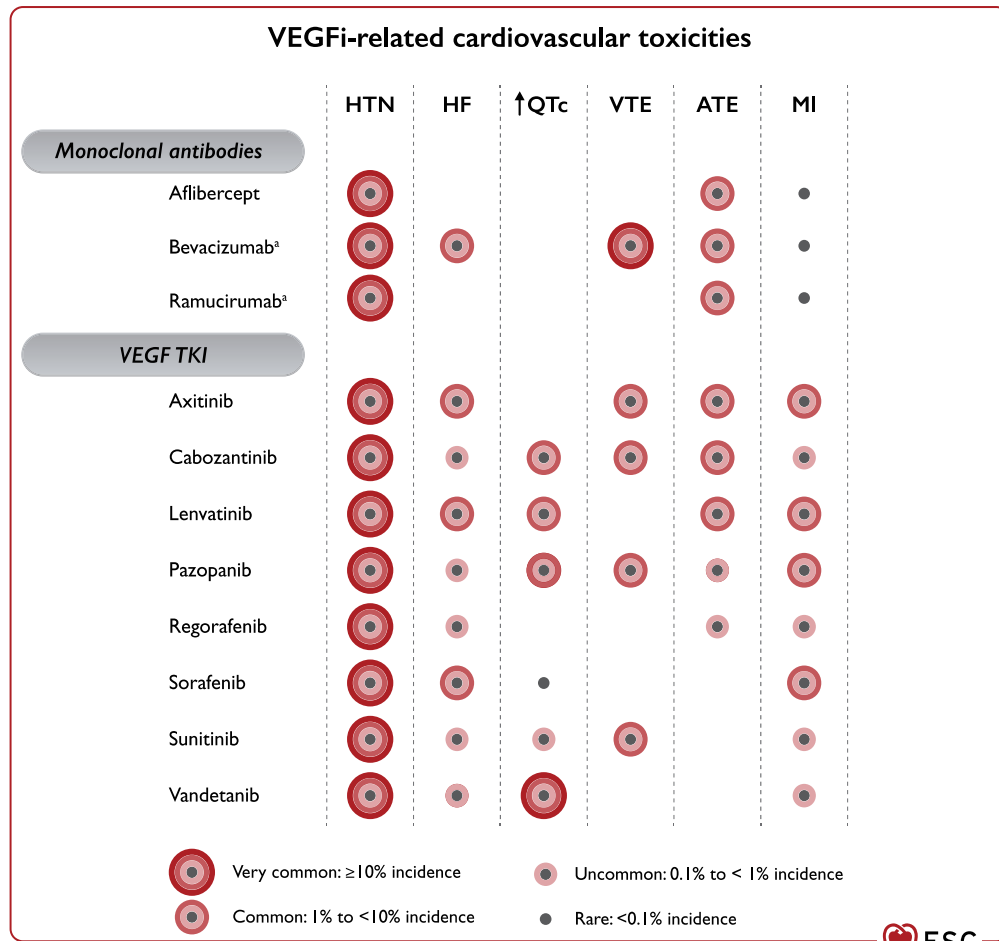 VEGFi-related cardiovascular toxicities
HTN HF ↑QTc VTE ATE MI
Monoclonal antibodies
Aflibercept
Bevacizumabᵃ
Ramucirumabᵃ
VEGF TKI
Axitinib
Cabozantinib
Lenvatinib
Pazopanib
Regorafenib
Sorafenib
Sunitinib
Vandetanib
Very common: ≥10% incidence
Common: 1% to <10% incidence
Uncommon: 0.1% to < 1% incidence
Rare: <0.1% incidence
ESC